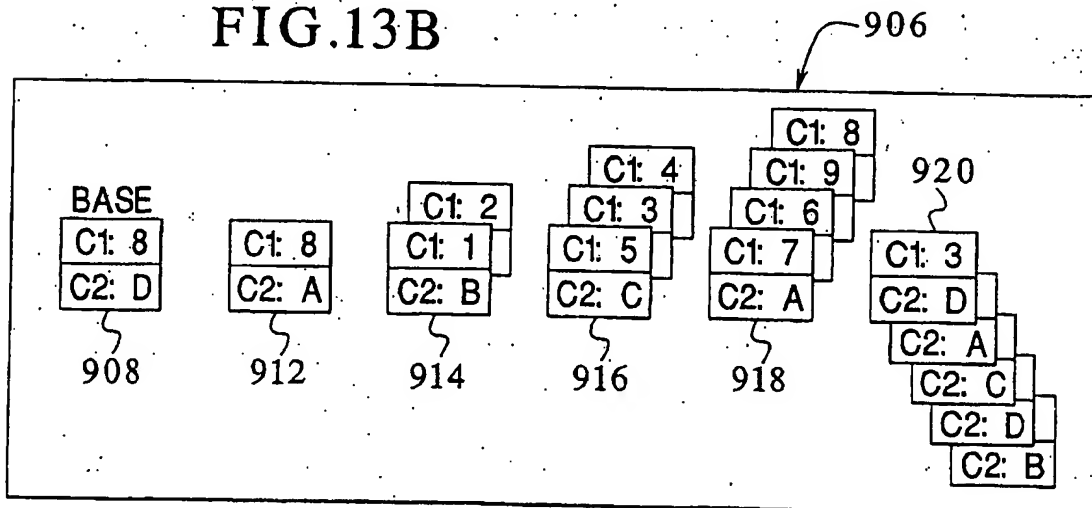 FIG.13B
906
BASE
C1: 8
C2: D
908
C1: 8
C2: A
912
C1: 2
C1: 1
C2: B
914
C1: 4
C1: 3
C1: 5
C2: C
916
C1: 8
C1: 9
C1: 6
C1: 7
C2: A
918
920
C1: 3
C2: D
C2: A
C2: C
C2: D
C2: B